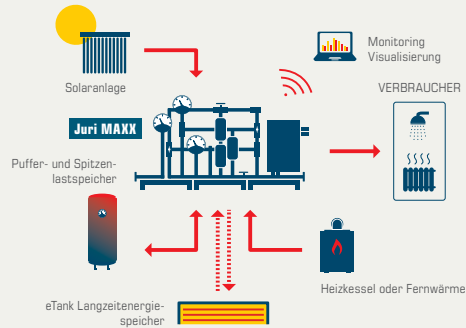 Monitoring
Visualisierung
Solaranlage
VERBRAUCHER
Juri MAXX
Puffer- und Spitzen-
lastspeicher
Heizkessel oder Fernwärme
eTank Langzeitenergie-
speicher